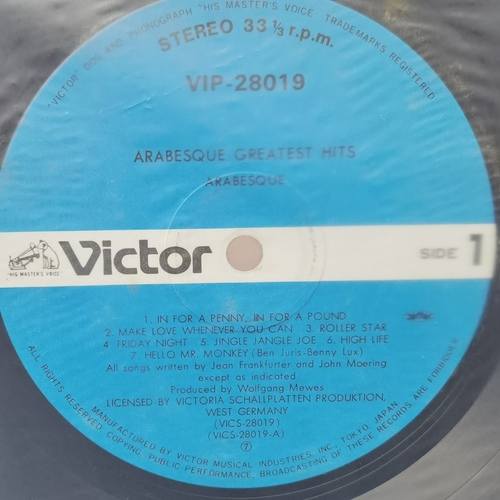 "VICTOR" DOG AND PHONOGRAPH "HIS MASTER'S VOICE" TRADEMARKS REGISTERED
STEREO 33 ⅓ r.p.m.
VIP-28019
ARABESQUE GREATEST HITS
ARABESQUE
"HIS MASTER'S VOICE"
Victor
SIDE 1
1. IN FOR A PENNY, IN FOR A POUND
2. MAKE LOVE WHENEVER YOU CAN 3. ROLLER STAR
4. FRIDAY NIGHT 5. JINGLE JANGLE JOE 6. HIGH LIFE
7. HELLO MR. MONKEY (Ben Juris-Benny Lux)
All songs written by Jean Frankfurter and John Moering
except as indicated
Produced by Wolfgang Mewes
LICENSED BY VICTORIA SCHALLPLATTEN PRODUKTION,
WEST GERMANY
(VICS-28019)
(VICS-28019-A)
ALL RIGHTS RESERVED. COPYING, PUBLIC PERFORMANCE, BROADCASTING OF THESE RECORDS ARE FORBIDDEN
MANUFACTURED BY VICTOR MUSICAL INDUSTRIES, INC., TOKYO, JAPAN